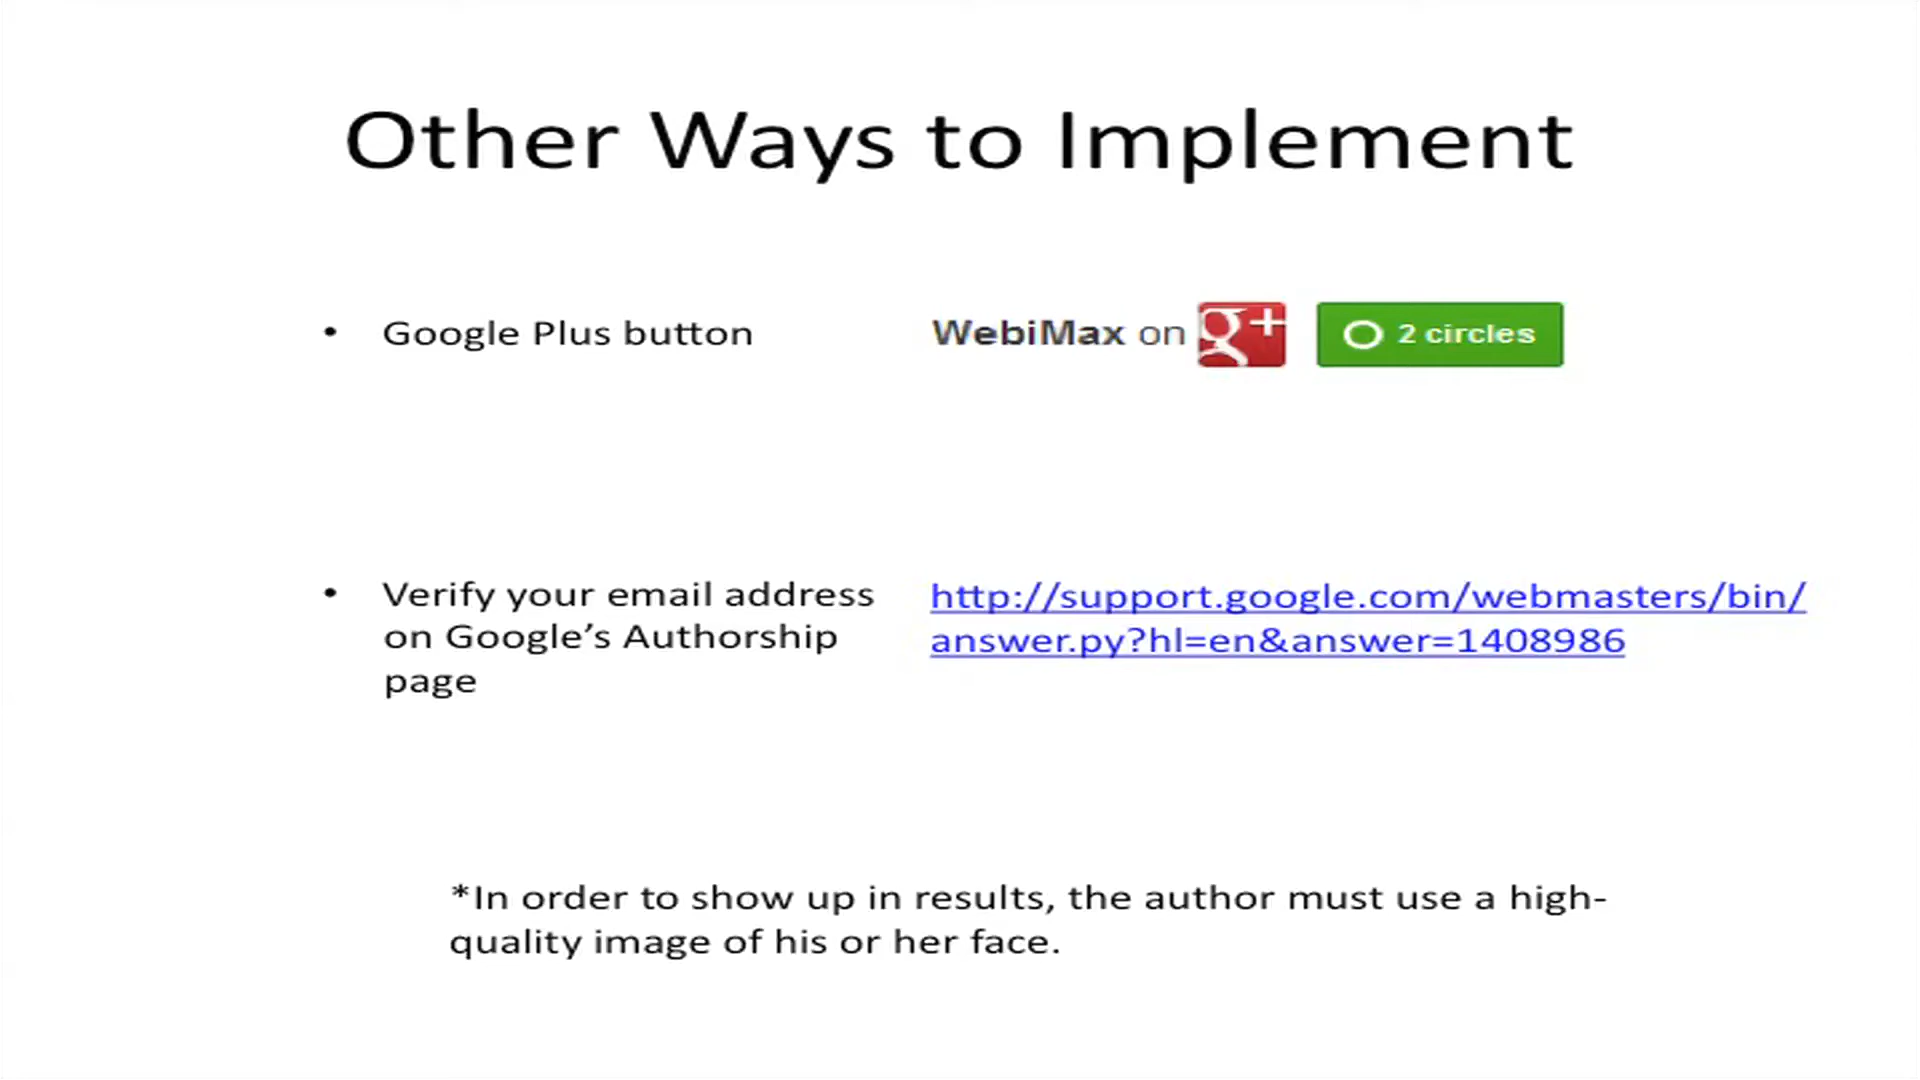 Other Ways to Implement
• Google Plus button
WebiMax on g+ 2 circles
• Verify your email address
on Google’s Authorship
page
http://support.google.com/webmasters/bin/
answer.py?hl=en&answer=1408986
*In order to show up in results, the author must use a high-
quality image of his or her face.